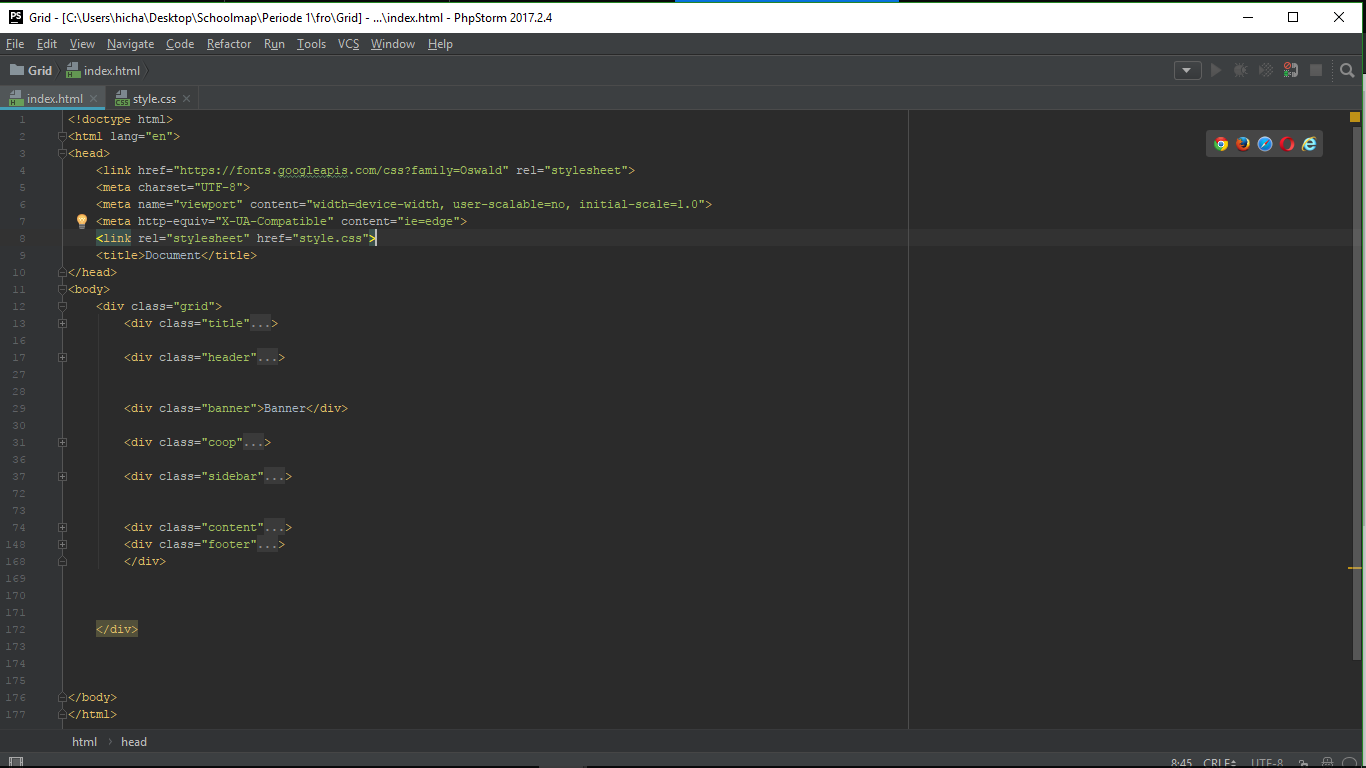 Grid - [C:\Users\hicha\Desktop\Schoolmap\Periode 1\fro\Grid] - ...\index.html - PhpStorm 2017.2.4
File Edit View Navigate Code Refactor Run Tools VCS Window Help
Grid index.html
index.html style.css
1 <!doctype html>
2 <html lang="en">
3 <head>
4 <link href="https://fonts.googleapis.com/css?family=Oswald" rel="stylesheet">
5 <meta charset="UTF-8">
6 <meta name="viewport" content="width=device-width, user-scalable=no, initial-scale=1.0">
7 <meta http-equiv="X-UA-Compatible" content="ie=edge">
8 <link rel="stylesheet" href="style.css">
9 <title>Document</title>
10 </head>
11 <body>
12 <div class="grid">
13 <div class="title"...>
16
17 <div class="header"...>
27
28
29 <div class="banner">Banner</div>
30
31 <div class="coop"...>
36
37 <div class="sidebar"...>
72
73
74 <div class="content"...>
148 <div class="footer"...>
168 </div>
169
170
171
172 </div>
173
174
175
176 </body>
177 </html>
html head
8:45 CRLF UTF-8